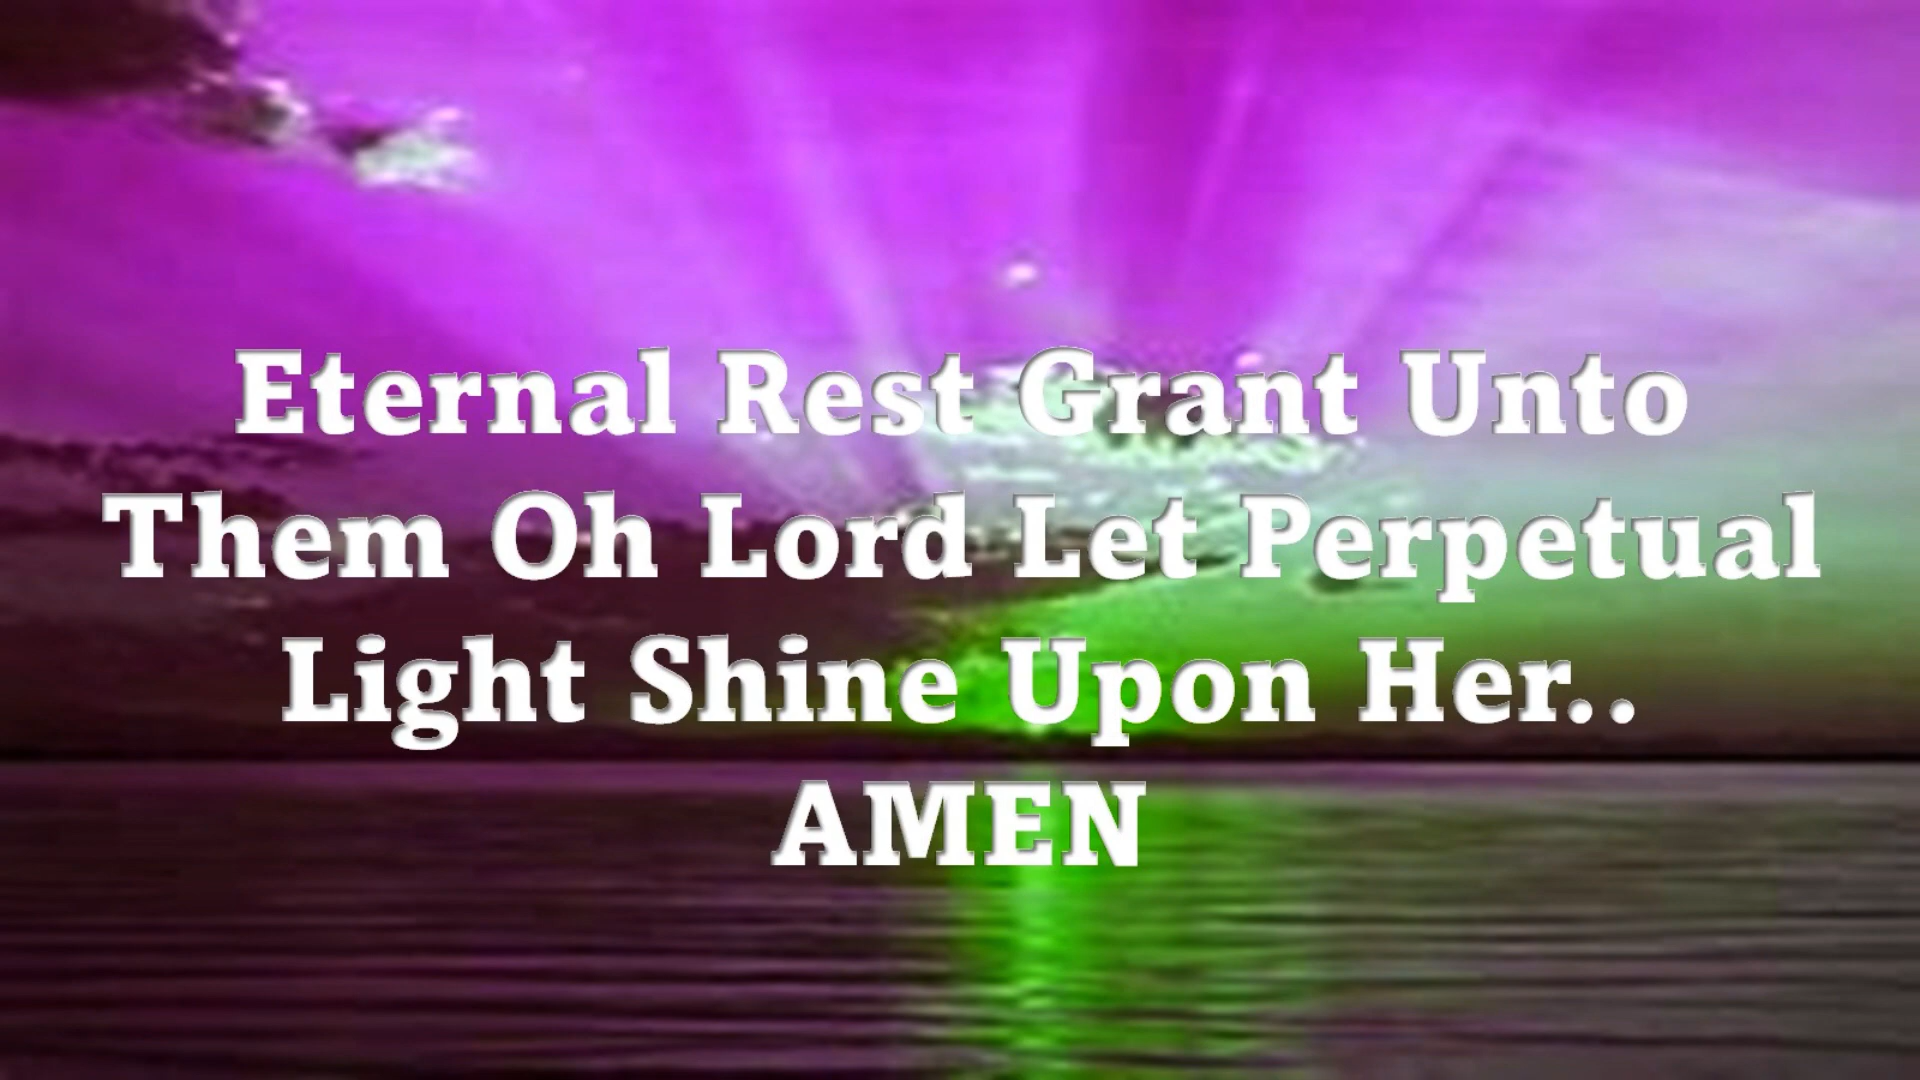 Eternal Rest Grant Unto
Them Oh Lord Let Perpetual
Light Shine Upon Her..
AMEN